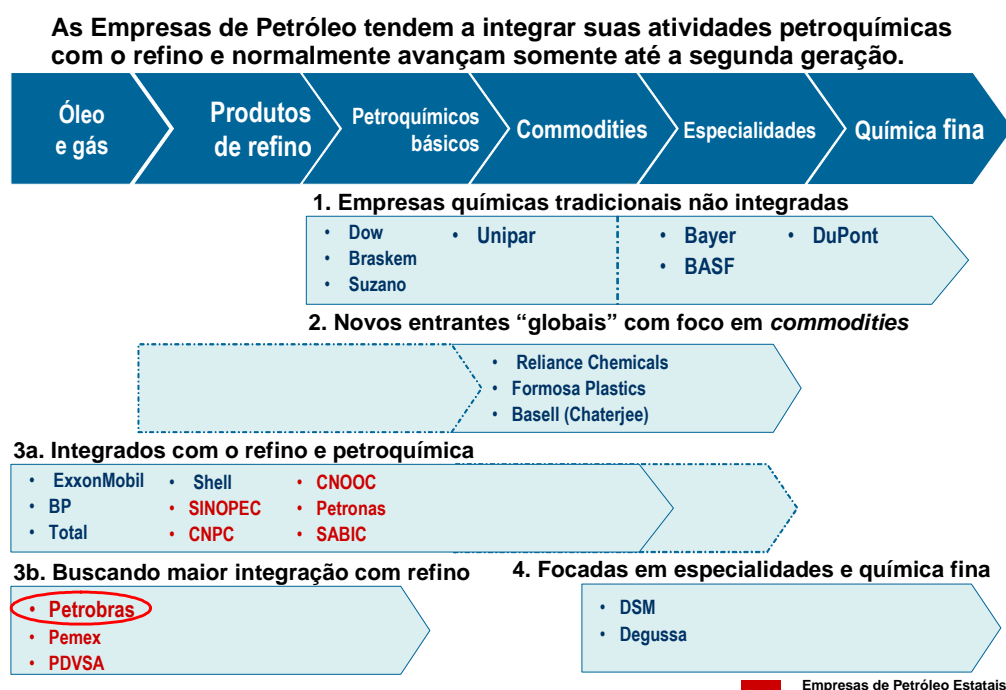 As Empresas de Petróleo tendem a integrar suas atividades petroquímicas
com o refino e normalmente avançam somente até a segunda geração.
Óleo
e gás
Produtos
de refino
Petroquímicos
básicos
Commodities
Especialidades
Química fina
1. Empresas químicas tradicionais não integradas
• Dow
• Braskem
• Suzano
• Unipar
• Bayer
• BASF
• DuPont
2. Novos entrantes “globais” com foco em commodities
• Reliance Chemicals
• Formosa Plastics
• Basell (Chaterjee)
3a. Integrados com o refino e petroquímica
• ExxonMobil
• BP
• Total
• Shell
• SINOPEC
• CNPC
• CNOOC
• Petronas
• SABIC
3b. Buscando maior integração com refino
• Petrobras
• Pemex
• PDVSA
4. Focadas em especialidades e química fina
• DSM
• Degussa
Empresas de Petróleo Estatais